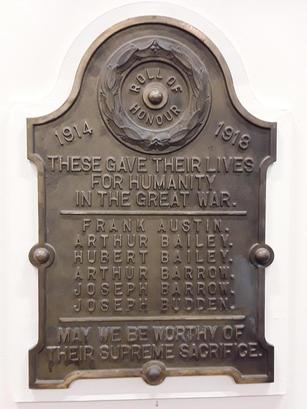 ROLL OF
HONOUR
1914 1918
THESE GAVE THEIR LIVES
FOR HUMANITY
IN THE GREAT WAR.
FRANK AUSTIN.
ARTHUR BAILEY.
HUBERT BAILEY.
ARTHUR BARROW.
JOSEPH BARROW.
JOSEPH BUDDEN.
MAY WE BE WORTHY OF
THEIR SUPREME SACRIFICE.